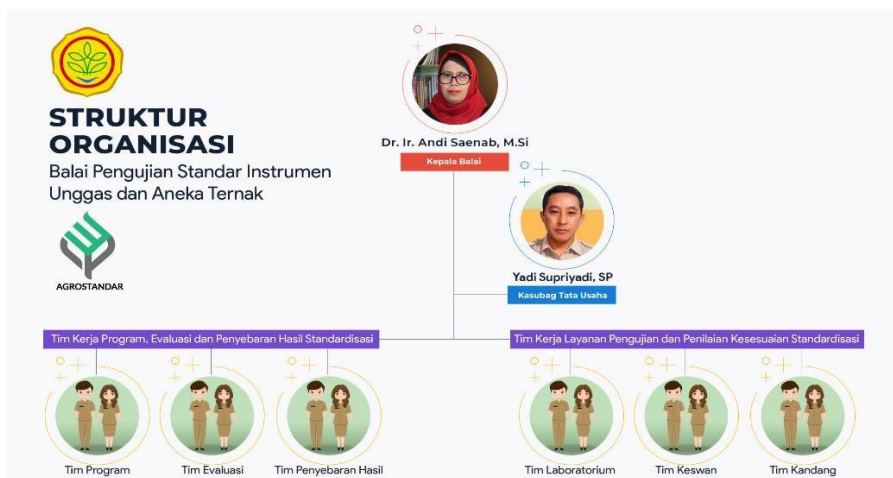 STRUKTUR
ORGANISASI
Balai Pengujian Standar Instrumen
Unggas dan Aneka Ternak
AGROSTANDAR
Dr. Ir. Andi Saenab, M.Si
Kepala Balai
Yadi Supriyadi, SP
Kasubag Tata Usaha
Tim Kerja Program, Evaluasi dan Penyebaran Hasil Standardisasi
Tim Kerja Layanan Pengujian dan Penilaian Kesesuaian Standardisasi
Tim Program
Tim Evaluasi
Tim Penyebaran Hasil
Tim Laboratorium
Tim Keswan
Tim Kandang